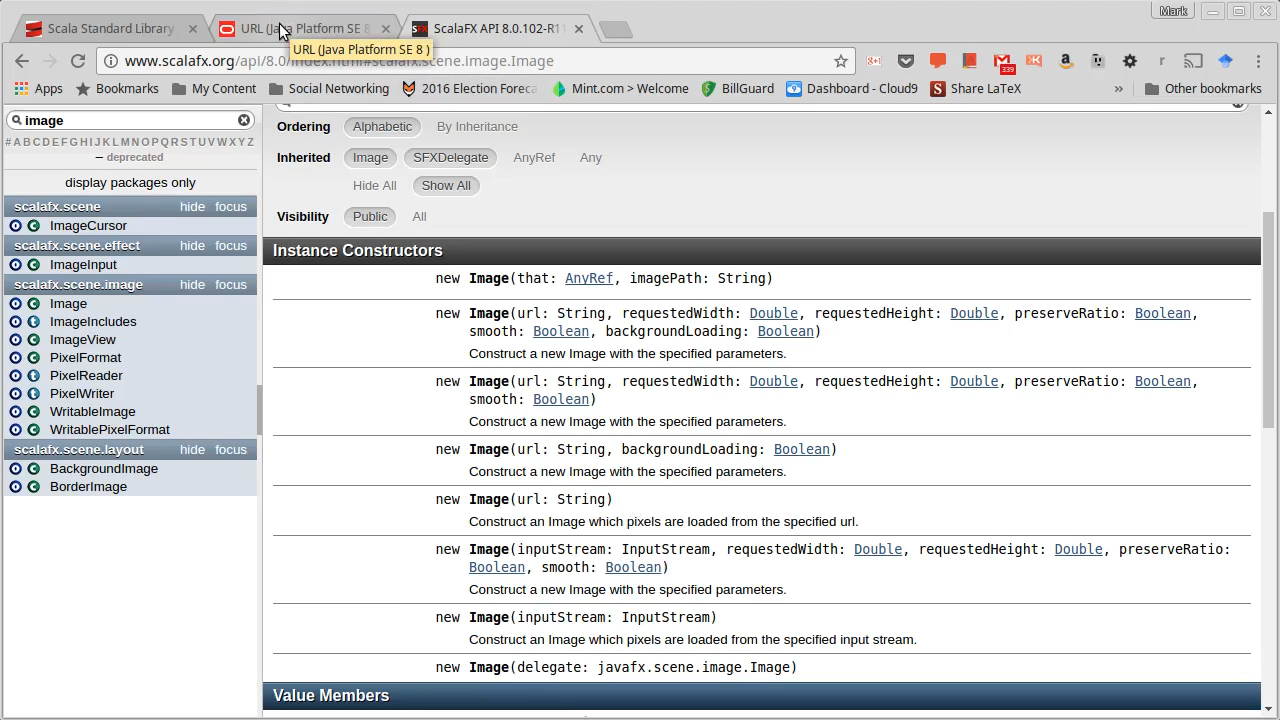 Mark
Scala Standard Library
URL (Java Platform SE 8
ScalaFX API 8.0.102-R11
URL (Java Platform SE 8 )
www.scalafx.org/api/8.0/index.html#scalafx.scene.Image.Image
Apps
Bookmarks
My Content
Social Networking
2016 Election Foreca
Mint.com > Welcome
BillGuard
Dashboard - Cloud9
Share LaTeX
»
Other bookmarks
339
image
#ABCDEFGHIJKLMNOPQRSTUVWXYZ
– deprecated
display packages only
scalafx.scene hide focus
ImageCursor
scalafx.scene.effect hide focus
ImageInput
scalafx.scene.image hide focus
Image
ImageIncludes
ImageView
PixelFormat
PixelReader
PixelWriter
WritableImage
WritablePixelFormat
scalafx.scene.layout hide focus
BackgroundImage
BorderImage
Ordering Alphabetic By Inheritance
Inherited Image SFXDelegate AnyRef Any
Hide All Show All
Visibility Public All
Instance Constructors
new Image(that: AnyRef, imagePath: String)
new Image(url: String, requestedWidth: Double, requestedHeight: Double, preserveRatio: Boolean,
smooth: Boolean, backgroundLoading: Boolean)
Construct a new Image with the specified parameters.
new Image(url: String, requestedWidth: Double, requestedHeight: Double, preserveRatio: Boolean,
smooth: Boolean)
Construct a new Image with the specified parameters.
new Image(url: String, backgroundLoading: Boolean)
Construct a new Image with the specified parameters.
new Image(url: String)
Construct an Image which pixels are loaded from the specified url.
new Image(inputStream: InputStream, requestedWidth: Double, requestedHeight: Double, preserveRatio:
Boolean, smooth: Boolean)
Construct a new Image with the specified parameters.
new Image(inputStream: InputStream)
Construct an Image which pixels are loaded from the specified input stream.
new Image(delegate: javafx.scene.image.Image)
Value Members